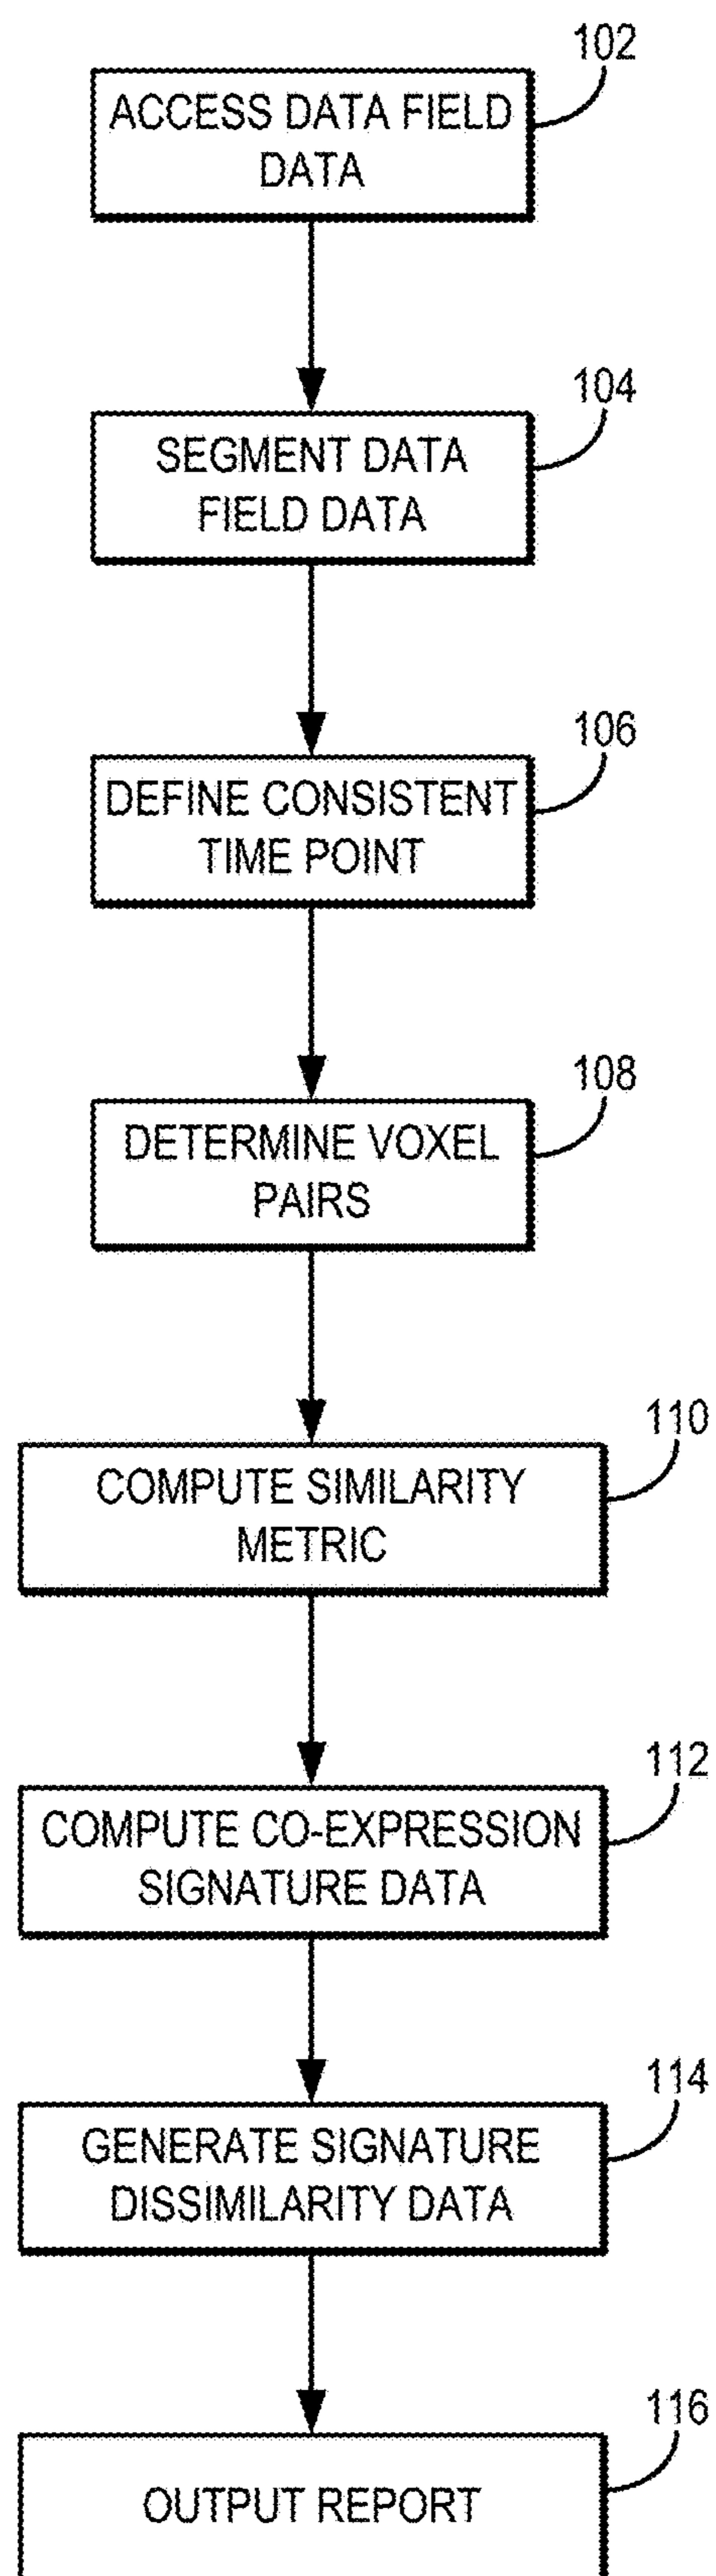 102
ACCESS DATA FIELD
DATA
104
SEGMENT DATA
FIELD DATA
106
DEFINE CONSISTENT
TIME POINT
108
DETERMINE VOXEL
PAIRS
110
COMPUTE SIMILARITY
METRIC
112
COMPUTE CO-EXPRESSION
SIGNATURE DATA
114
GENERATE SIGNATURE
DISSIMILARITY DATA
116
OUTPUT REPORT